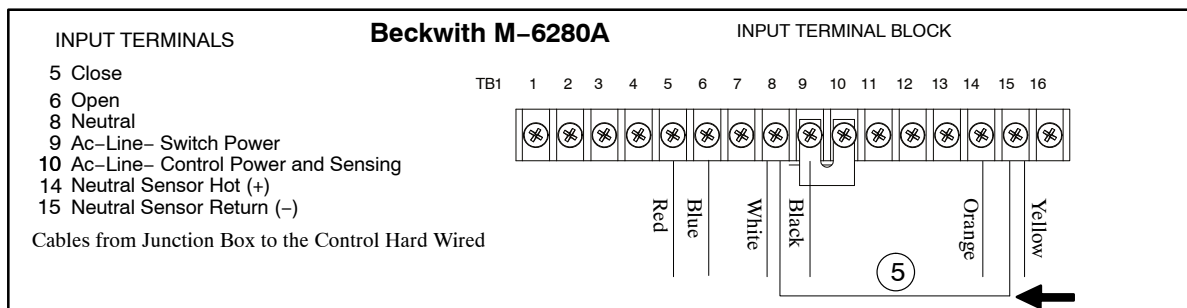 Beckwith M−6280A
INPUT TERMINALS
5 Close
6 Open
8 Neutral
9 Ac−Line− Switch Power
10 Ac−Line− Control Power and Sensing
14 Neutral Sensor Hot (+)
15 Neutral Sensor Return (−)
Cables from Junction Box to the Control Hard Wired
INPUT TERMINAL BLOCK
TB1 1 2 3 4 5 6 7 8 9 10 11 12 13 14 15 16
Red
Blue
White
Black
Orange
Yellow
5